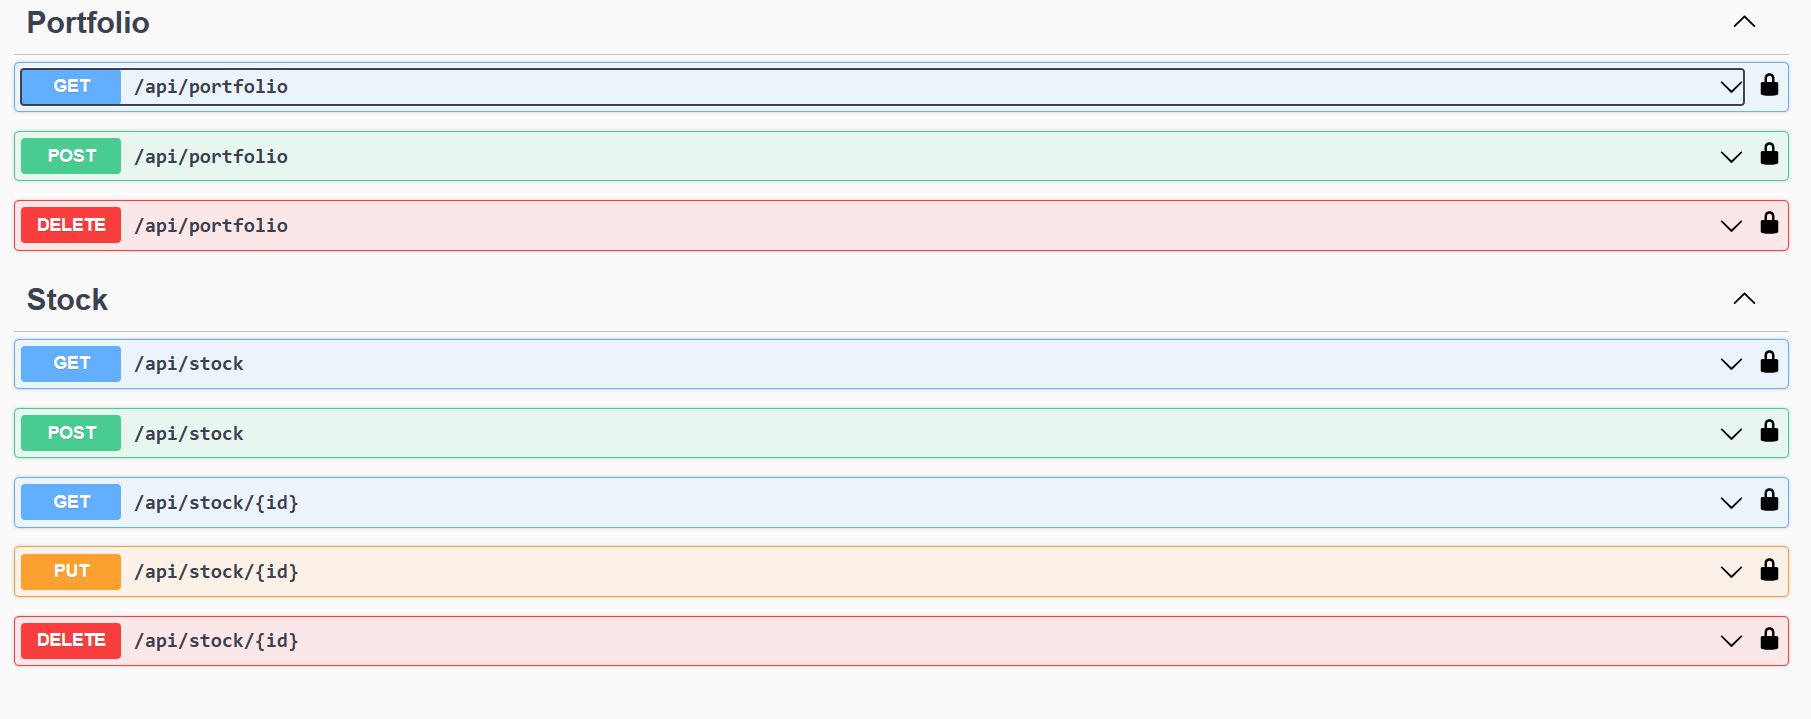 Portfolio
GET /api/portfolio
POST /api/portfolio
DELETE /api/portfolio
Stock
GET /api/stock
POST /api/stock
GET /api/stock/{id}
PUT /api/stock/{id}
DELETE /api/stock/{id}